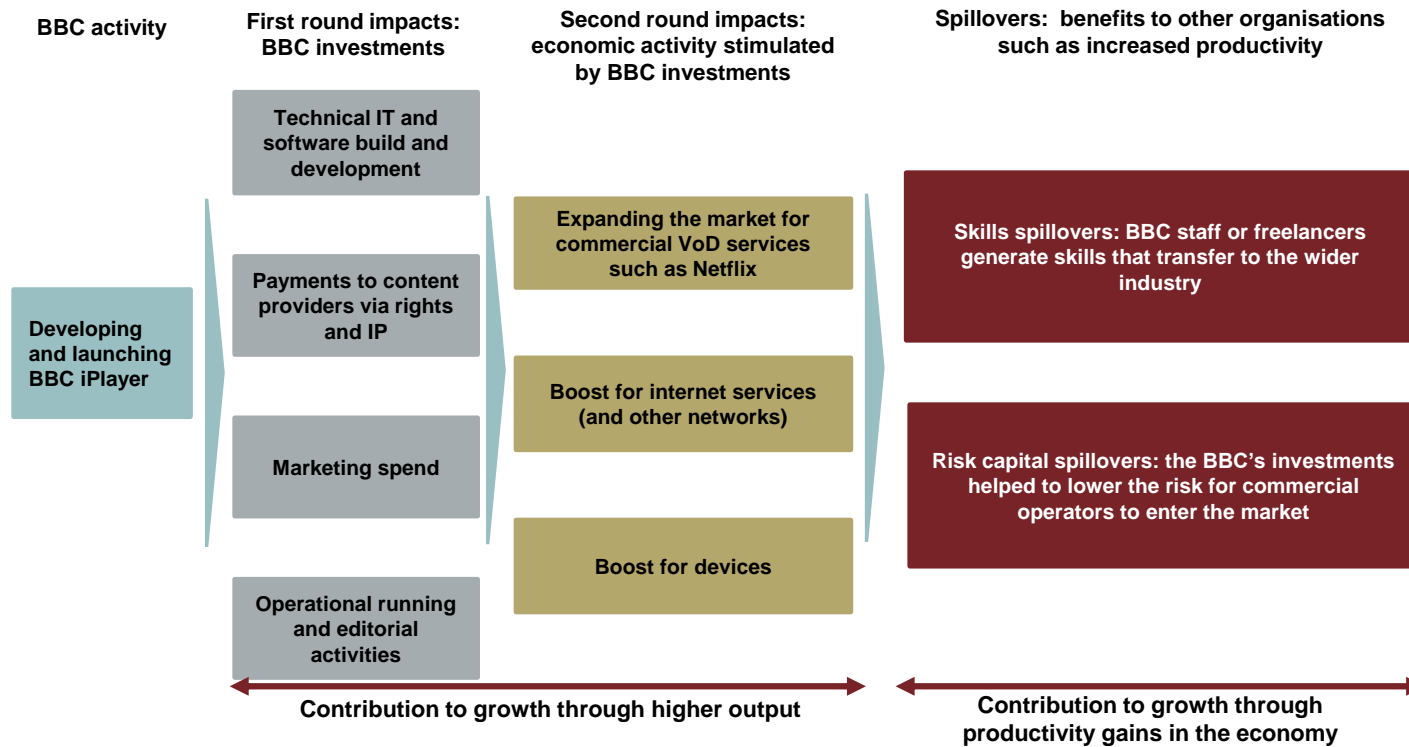 BBC activity
First round impacts:
BBC investments
Second round impacts:
economic activity stimulated
by BBC investments
Spillovers:  benefits to other organisations
such as increased productivity
Developing
and launching
BBC iPlayer
Technical IT and
software build and
development
Payments to content
providers via rights
and IP
Marketing spend
Operational running
and editorial
activities
Expanding the market for
commercial VoD services
such as Netflix
Boost for internet services
(and other networks)
Boost for devices
Skills spillovers: BBC staff or freelancers
generate skills that transfer to the wider
industry
Risk capital spillovers: the BBC’s investments
helped to lower the risk for commercial
operators to enter the market
Contribution to growth through higher output
Contribution to growth through
productivity gains in the economy